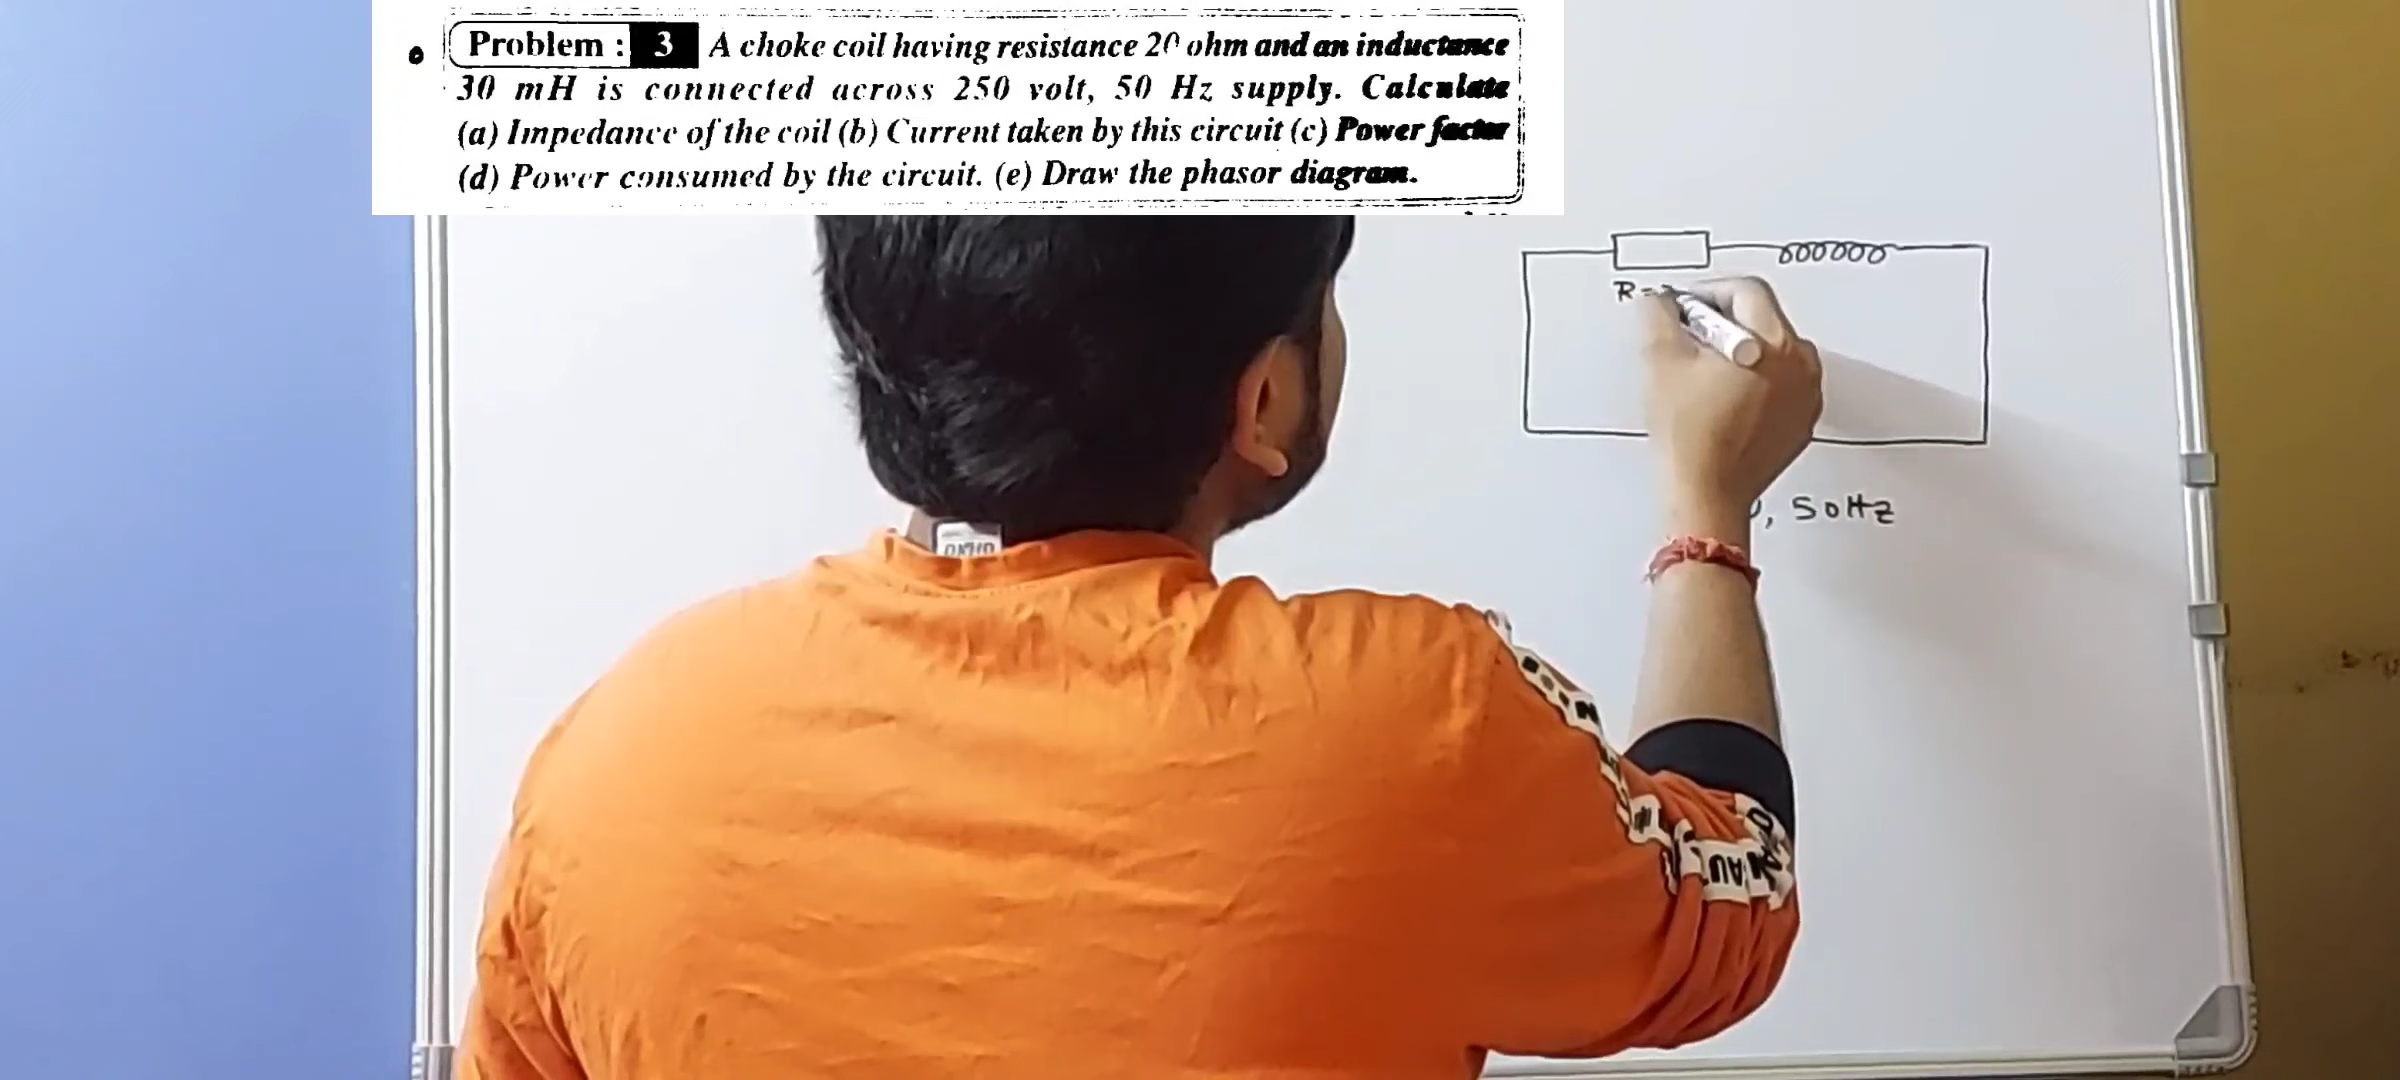 Problem : 3 A choke coil having resistance 20 ohm and an inductance
30 mH is connected across 250 volt, 50 Hz supply. Calculate
(a) Impedance of the coil (b) Current taken by this circuit (c) Power factor
(d) Power consumed by the circuit. (e) Draw the phasor diagram.
R=
, 50Hz